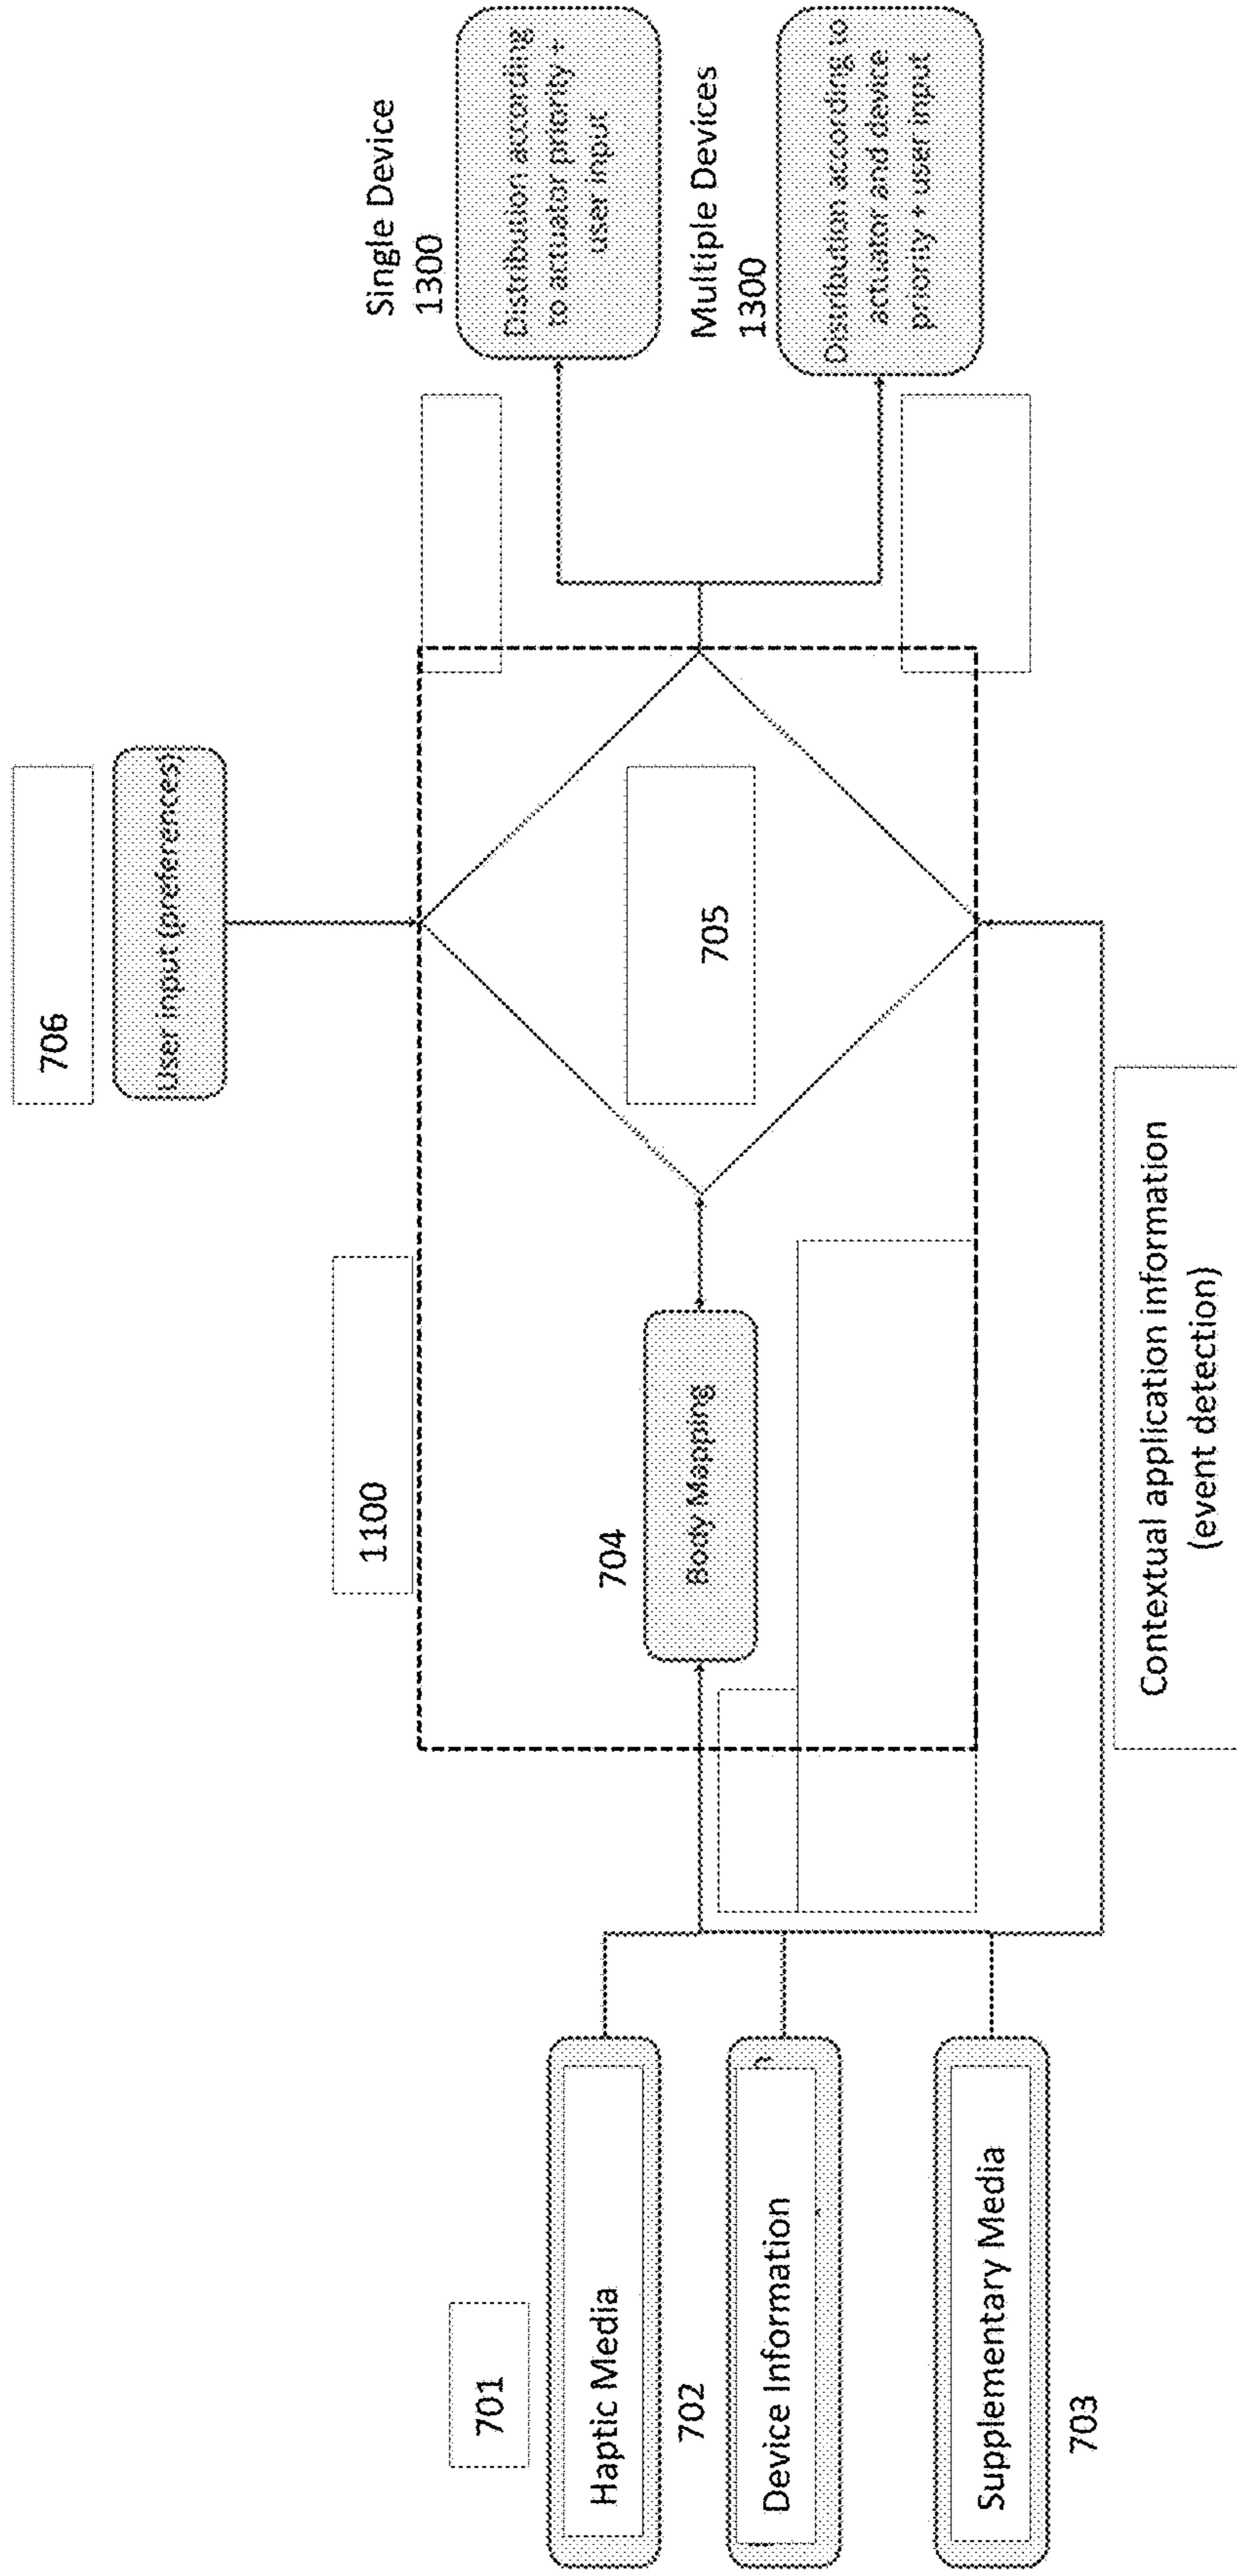 706
User input (preferences)
1100
701
Haptic Media
702
Device Information
Supplementary Media
703
704
Body Mapping
705
Single Device
1300
Distribution according
to actuator priority +
user input
Multiple Devices
1300
Distribution according to
actuator and device
priority + user input
Contextual application information
(event detection)